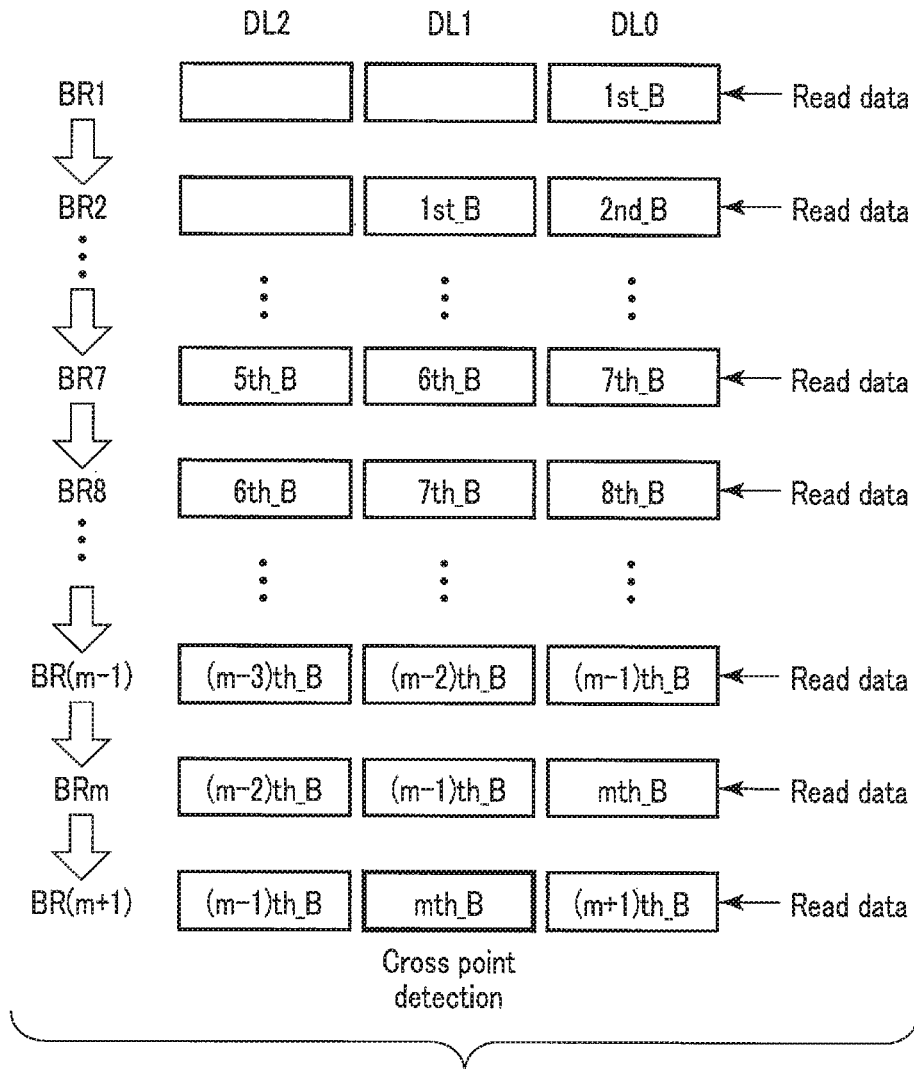 DL2 DL1 DL0
BR1 1st_B Read data
BR2 1st_B 2nd_B Read data
BR7 5th_B 6th_B 7th_B Read data
BR8 6th_B 7th_B 8th_B Read data
BR(m-1) (m-3)th_B (m-2)th_B (m-1)th_B Read data
BRm (m-2)th_B (m-1)th_B mth_B Read data
BR(m+1) (m-1)th_B mth_B (m+1)th_B Read data
Cross point
detection